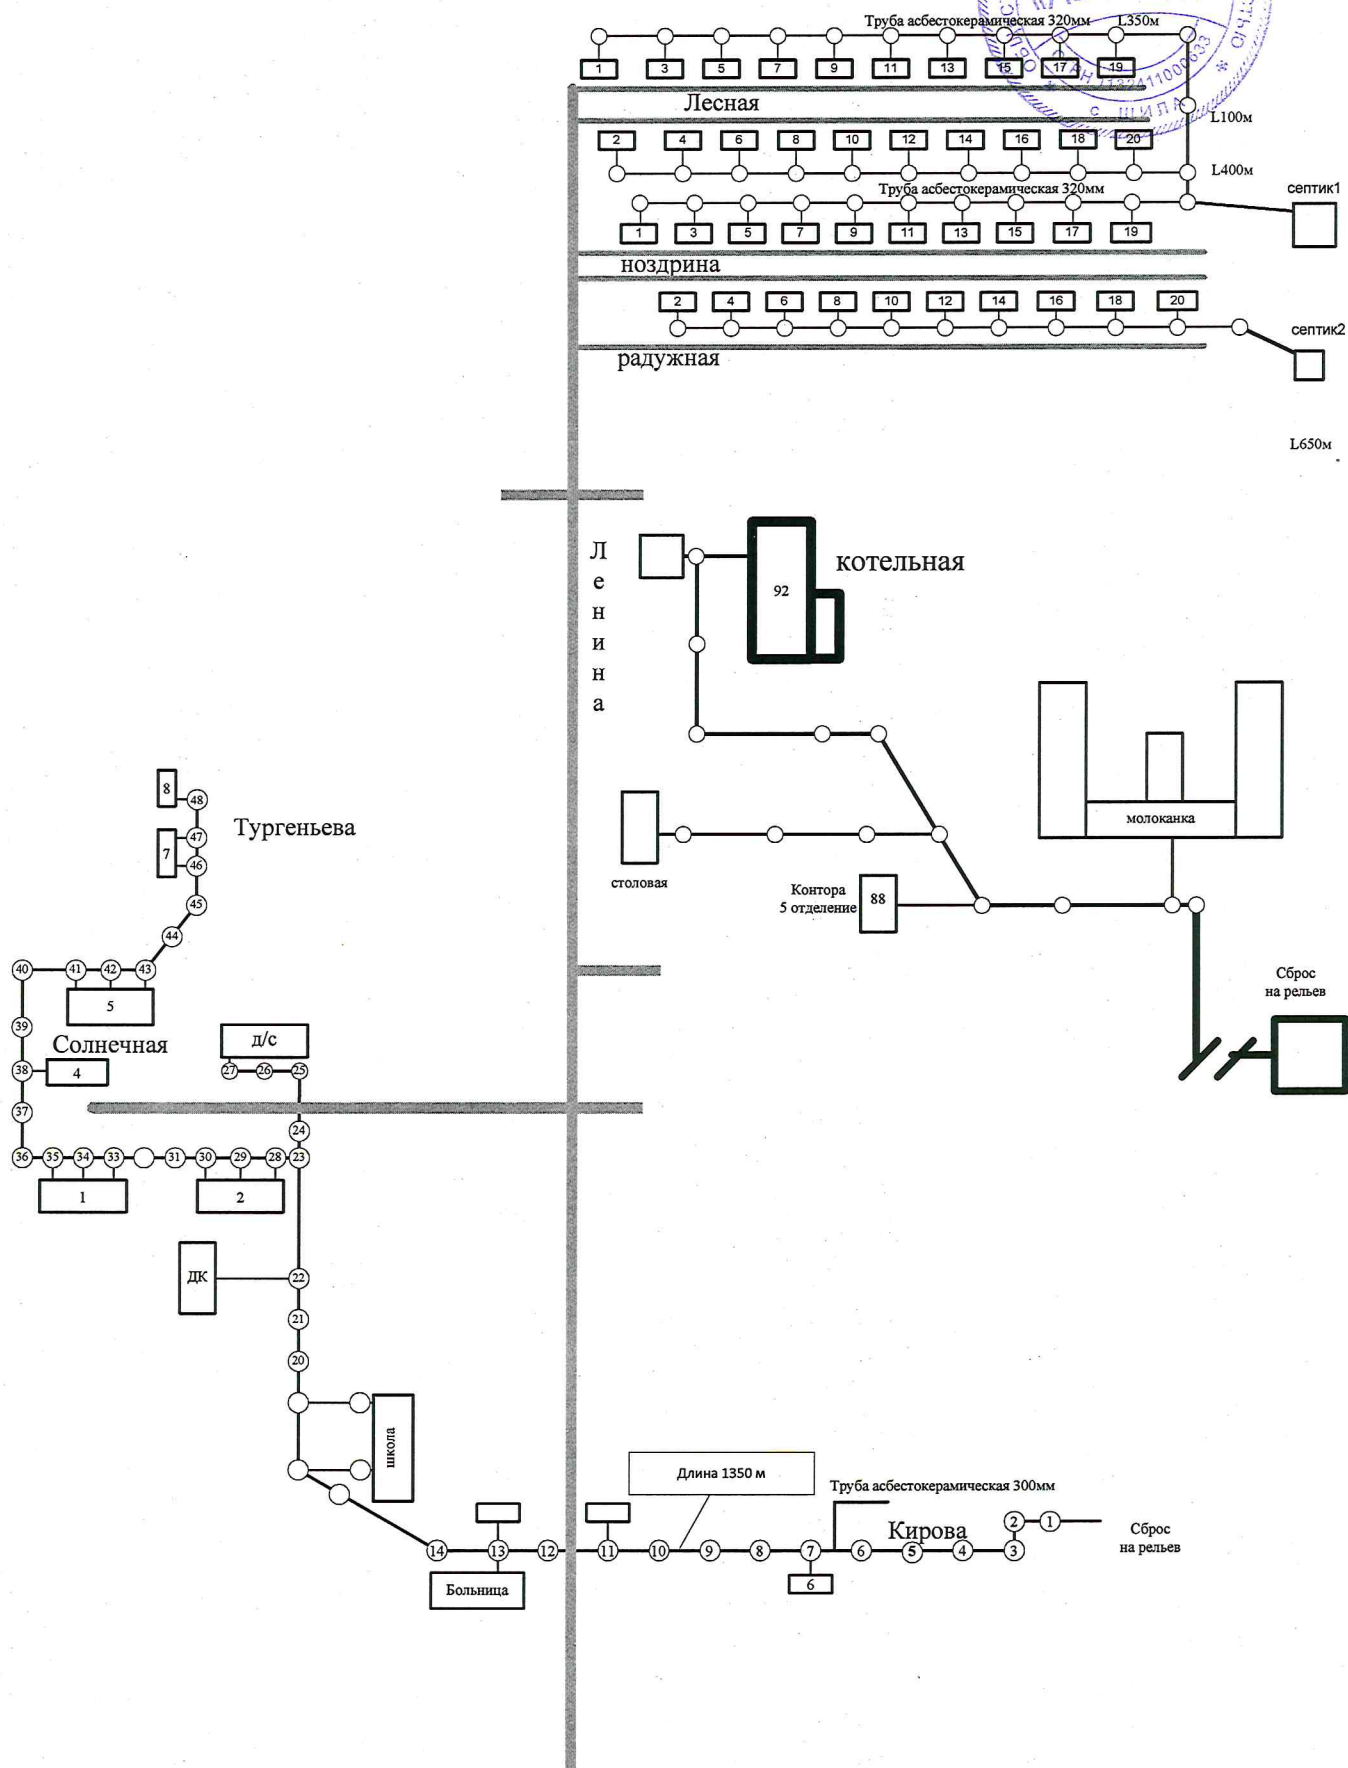 Труба асбестокерамическая 320мм L350м
1 3 5 7 9 11 13 15 17 19
Лесная
с ШИЛА
L100м
2 4 6 8 10 12 14 16 18 20
L400м
Труба асбестокерамическая 320мм
септик1
1 3 5 7 9 11 13 15 17 19
ноздрина
2 4 6 8 10 12 14 16 18 20
септик2
радужная
L650м
Ленина
котельная
92
молоканка
столовая
Контора
5 отделение
88
Сброс
на рельев
8
48
Тургеньева
47
7
46
45
44
40 41 42 43
5
39
Солнечная
38
4
д/с
27 26 25
37
24
36 35 34 33 31 30 29 28 23
1
2
ДК
22
21
20
школа
Длина 1350 м
Труба асбестокерамическая 300мм
Кирова
2 1
Сброс
на рельев
14 13 12 11 10 9 8 7 6 5 4 3
Больница
6